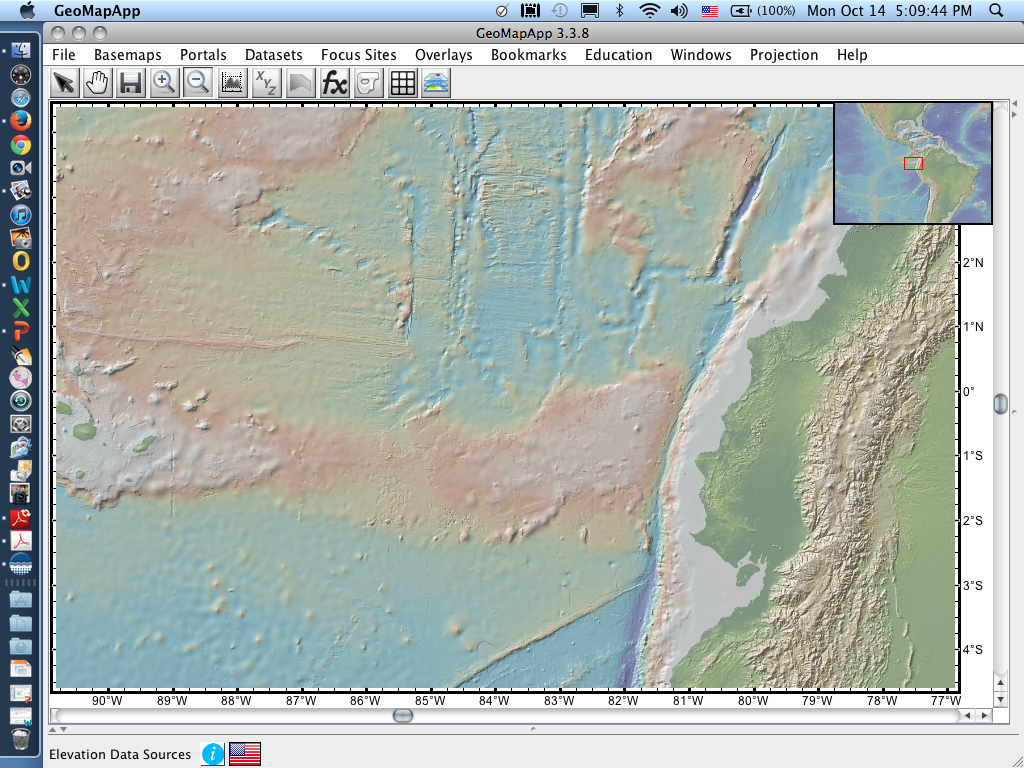 GeoMapApp (100%) Mon Oct 14 5:09:44 PM
GeoMapApp 3.3.8
File Basemaps Portals Datasets Focus Sites Overlays Bookmarks Education Windows Projection Help
X Y Z fx
2°N
1°N
0°
1°S
2°S
3°S
4°S
90°W 89°W 88°W 87°W 86°W 85°W 84°W 83°W 82°W 81°W 80°W 79°W 78°W 77°W
Elevation Data Sources i